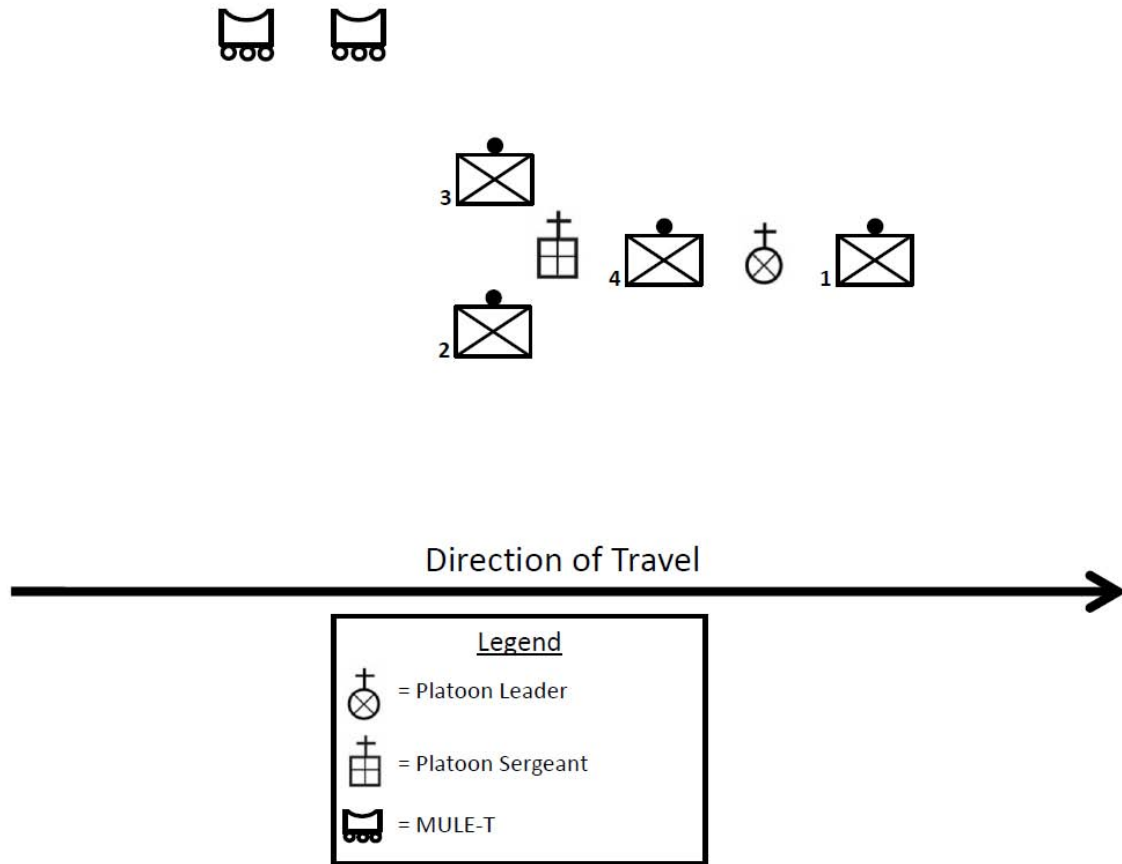 3
4
1
2
Direction of Travel
Legend
= Platoon Leader
= Platoon Sergeant
= MULE-T